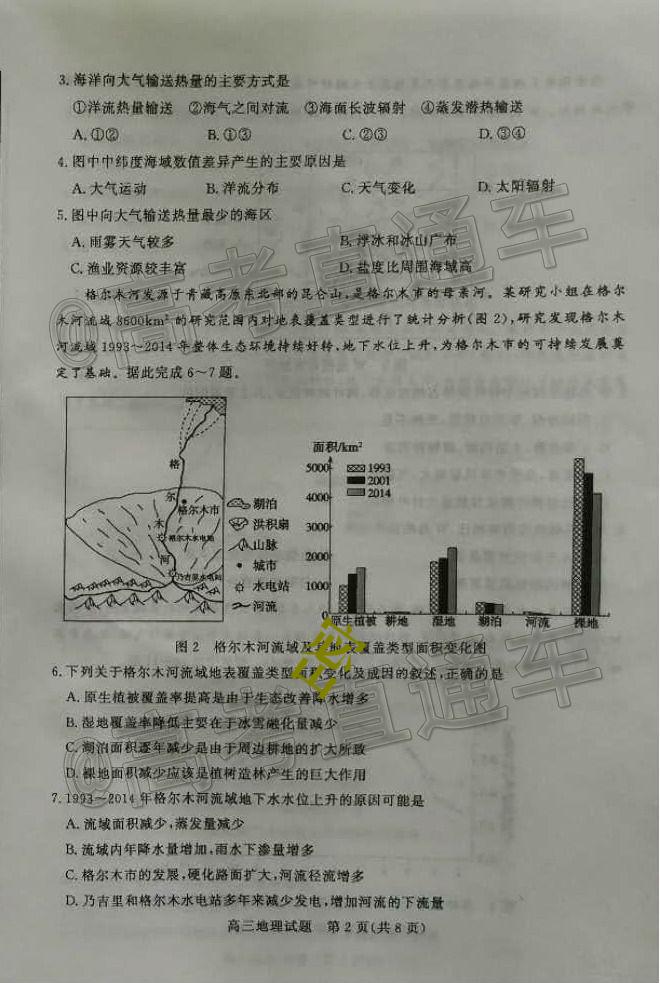 3.海洋向大气输送热量的主要方式是
①洋流热量输送 ②海气之间对流 ③海面长波辐射 ④蒸发潜热输送
A.①② B.①③ C.②③ D.③④
4.图中中纬度海域数值差异产生的主要原因是
A.大气运动 B.洋流分布 C.天气变化 D.太阳辐射
5.图中向大气输送热量最少的海区
A.雨雾天气较多 B.浮冰和冰山广布
C.渔业资源较丰富 D.盐度比周围海域高
格尔木河发源于青藏高原东北部的昆仑山,是格尔木市的母亲河。某研究小组在格尔
木河流域8600km²的研究范围内对地表覆盖类型进行了统计分析(图2),研究发现格尔木
河流域1993~2014年整体生态环境持续好转、地下水位上升,为格尔木市的可持续发展奠
定了基础。据此完成6~7题。
格
尔
木
河
格尔木市
格尔木水电站
乃吉里水电站
湖泊
洪积扇
山脉
城市
水电站
河流
面积/km²
5000
4000
3000
2000
1000
0
1993
2001
2014
原生植被 耕地 湿地 湖泊 河流 裸地
图2 格尔木河流域及其地表覆盖类型面积变化图
6.下列关于格尔木河流域地表覆盖类型面积变化及成因的叙述,正确的是
A.原生植被覆盖率提高是由于生态改善降水增多
B.湿地覆盖率降低主要在于冰雪融化量减少
C.湖泊面积逐年减少是由于周边耕地的扩大所致
D.裸地面积减少应该是植树造林产生的巨大作用
7.1993~2014年格尔木河流域地下水水位上升的原因可能是
A.流域面积减少,蒸发量减少
B.流域内年降水量增加,雨水下渗量增多
C.格尔木市的发展,硬化路面扩大,河流径流增多
D.乃吉里和格尔木水电站多年来减少发电,增加河流的下流量
高三地理试题 第2页(共8页)
@高考直通车
@高考直通车